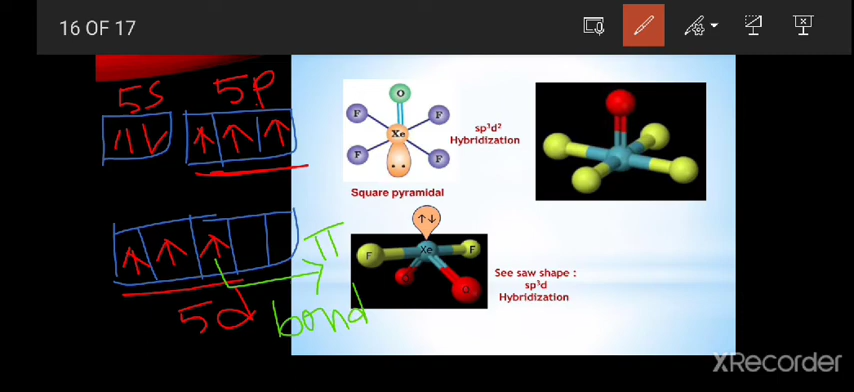 16 OF 17
5S 5P
O
F F
Xe
F F
sp³d²
Hybridization
Square pyramidal
↑↓
Xe
F F
O O
See saw shape :
sp³d
Hybridization
π
bond
5d
XRecorder